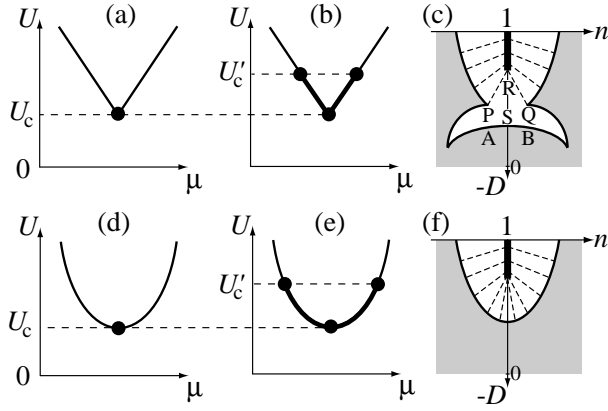 (a) (b) (c) 1
U U n
U'c
R
Uc P S Q
A B
0 0
μ μ -D
(d) (e) (f) 1
U U n
U'c
Uc
0 0
μ μ -D